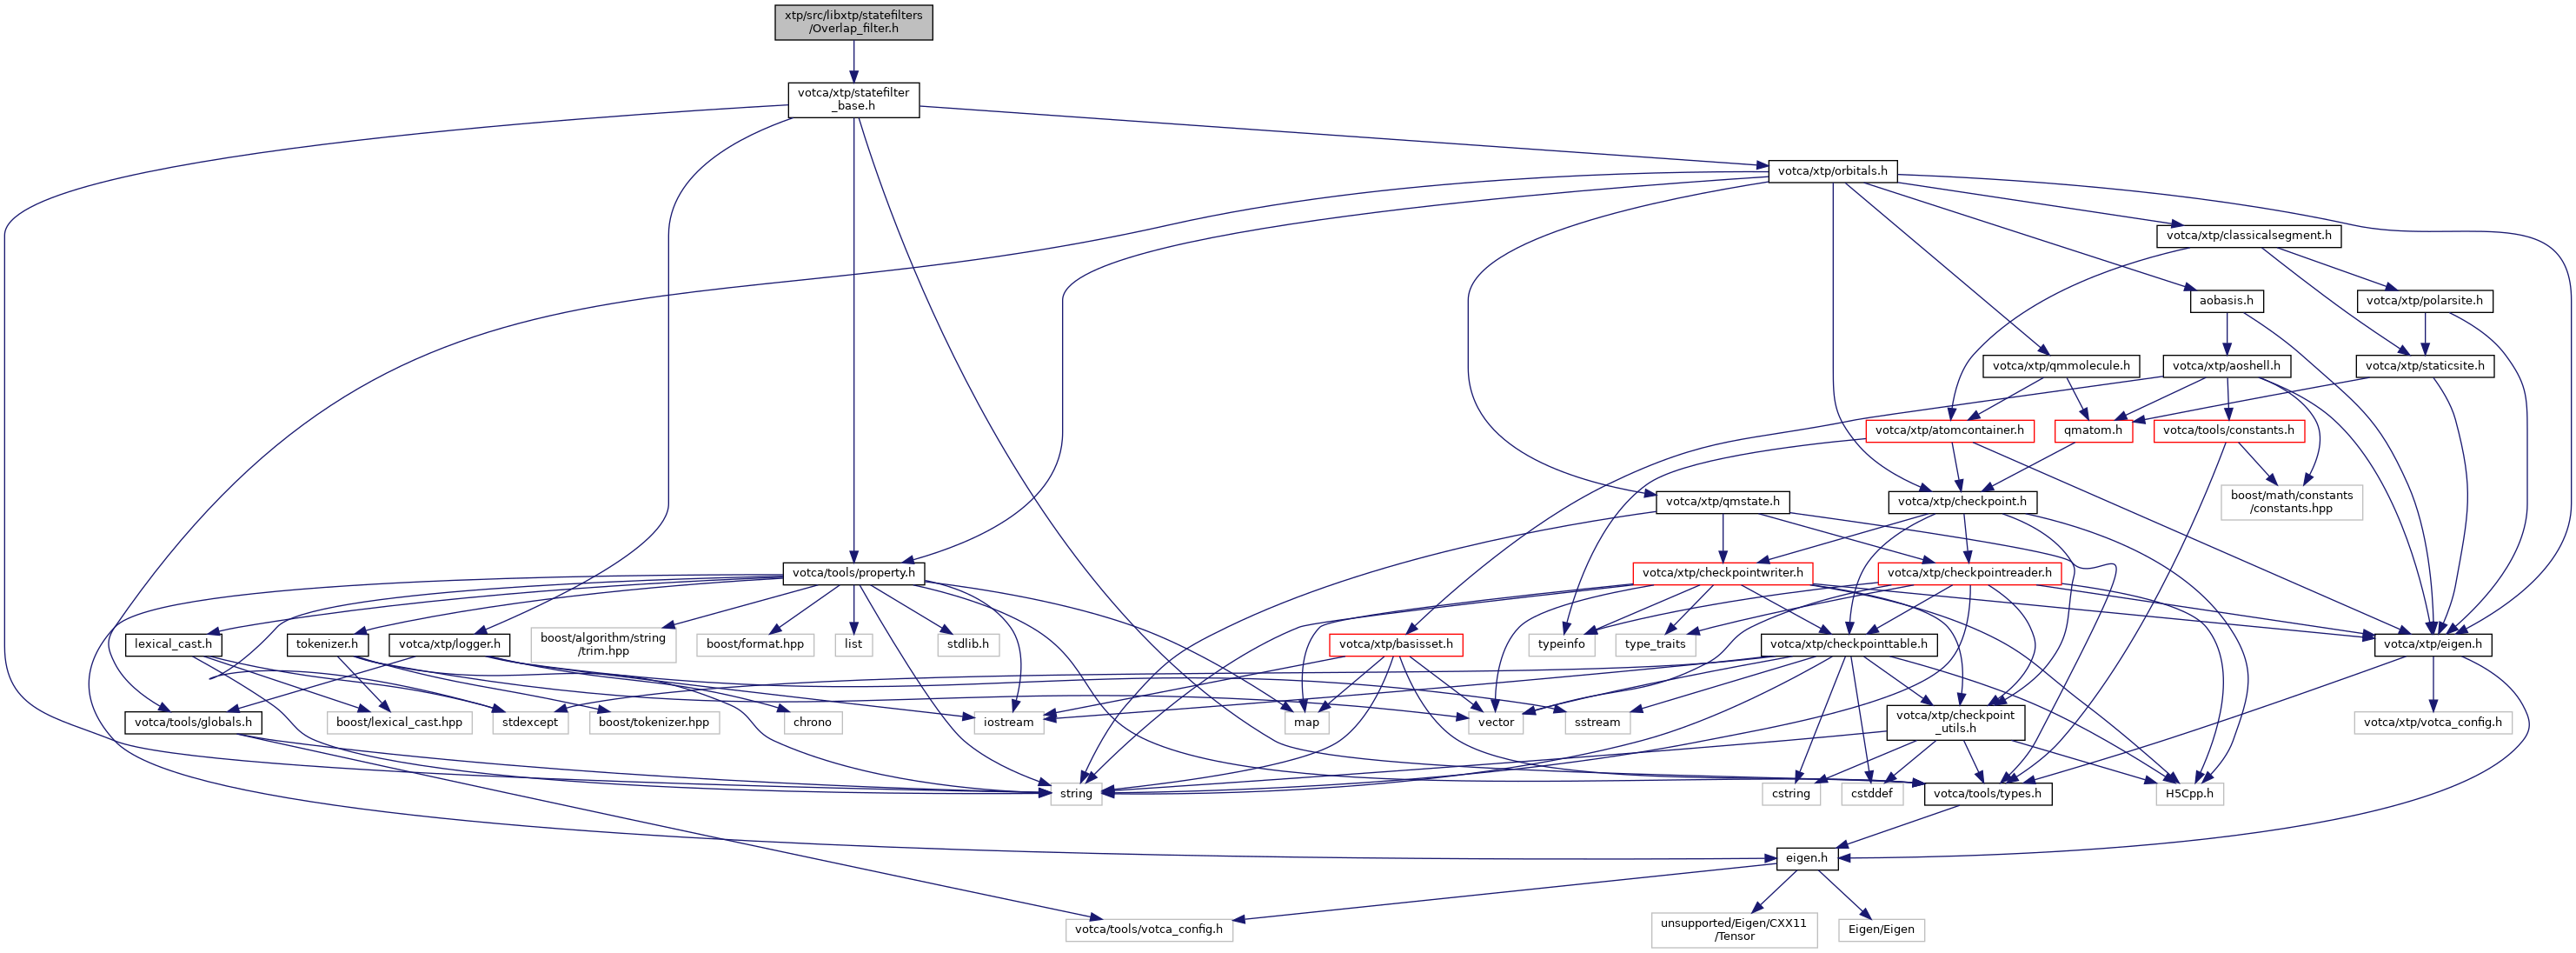 xtp/src/libxtp/statefilters
/Overlap_filter.h
votca/xtp/statefilter
_base.h
votca/xtp/orbitals.h
votca/xtp/classicalsegment.h
aobasis.h
votca/xtp/polarsite.h
votca/xtp/qmmolecule.h
votca/xtp/aoshell.h
votca/xtp/staticsite.h
votca/xtp/atomcontainer.h
qmatom.h
votca/tools/constants.h
votca/xtp/qmstate.h
votca/xtp/checkpoint.h
boost/math/constants
/constants.hpp
votca/tools/property.h
votca/xtp/checkpointwriter.h
votca/xtp/checkpointreader.h
lexical_cast.h
tokenizer.h
votca/xtp/logger.h
boost/algorithm/string
/trim.hpp
boost/format.hpp
list
stdlib.h
votca/xtp/basisset.h
typeinfo
type_traits
votca/xtp/checkpointtable.h
votca/xtp/eigen.h
votca/tools/globals.h
boost/lexical_cast.hpp
stdexcept
boost/tokenizer.hpp
chrono
iostream
map
vector
sstream
votca/xtp/checkpoint
_utils.h
votca/xtp/votca_config.h
string
cstring
cstddef
votca/tools/types.h
H5Cpp.h
eigen.h
votca/tools/votca_config.h
unsupported/Eigen/CXX11
/Tensor
Eigen/Eigen